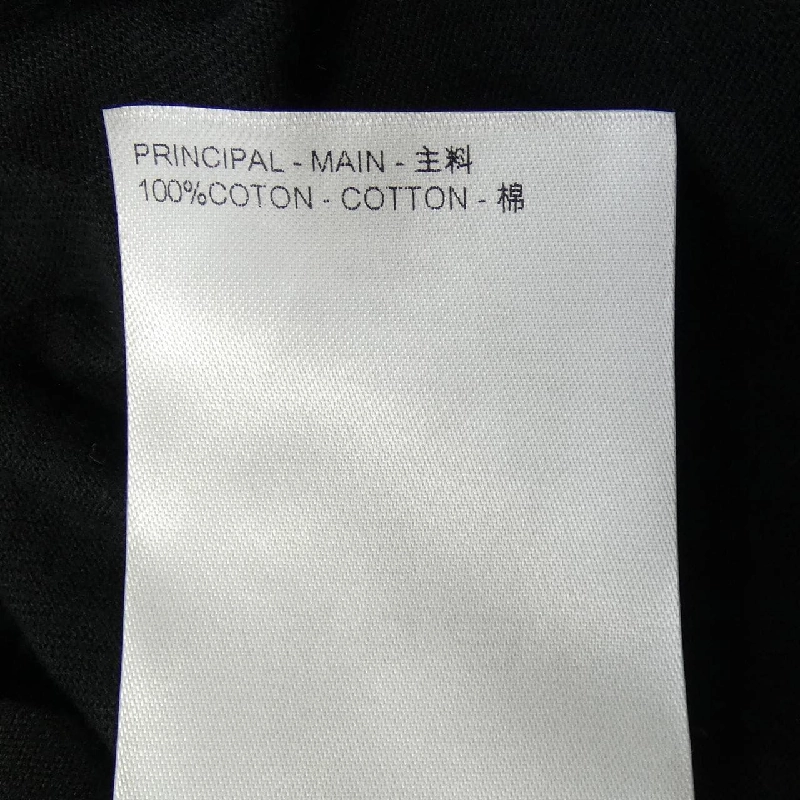 PRINCIPAL - MAIN - 主料
100%COTON - COTTON - 棉